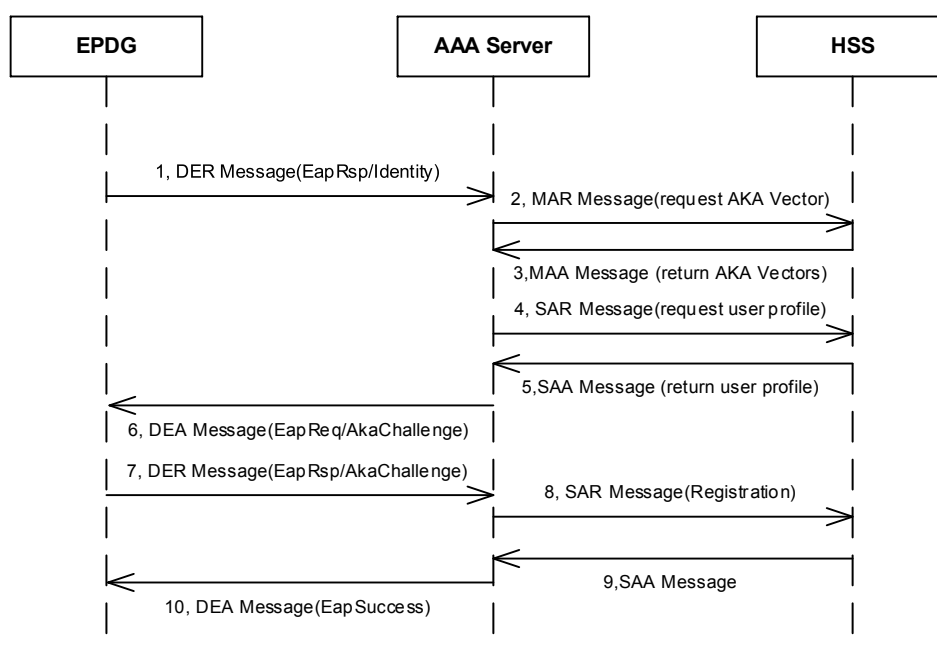 EPDG
AAA Server
HSS
1, DER Message(EapRsp/Identity)
2, MAR Message(request AKA Vector)
3,MAA Message (return AKA Vectors)
4, SAR Message(request user profile)
5,SAA Message (return user profile)
6, DEA Message(EapReq/AkaChallenge)
7, DER Message(EapRsp/AkaChallenge)
8, SAR Message(Registration)
9,SAA Message
10, DEA Message(EapSuccess)